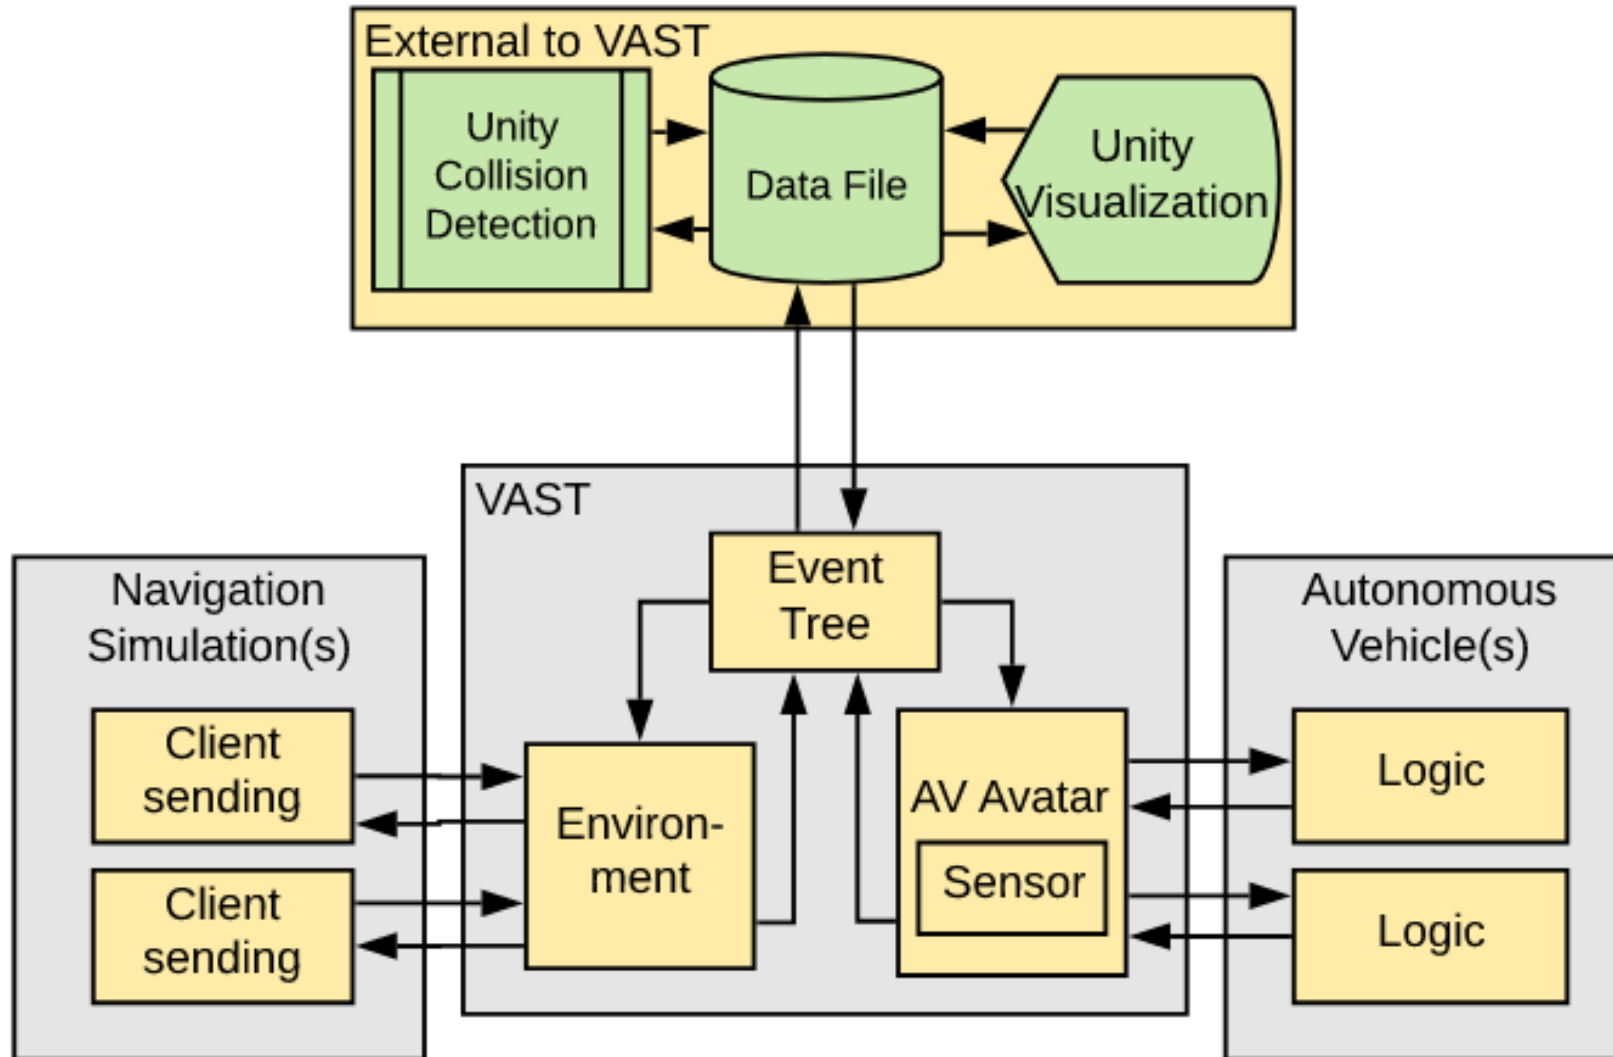 External to VAST
Unity
Collision
Detection
Data File
Unity
Visualization
VAST
Event
Tree
Navigation
Simulation(s)
Client
sending
Client
sending
Environ-
ment
AV Avatar
Sensor
Autonomous
Vehicle(s)
Logic
Logic